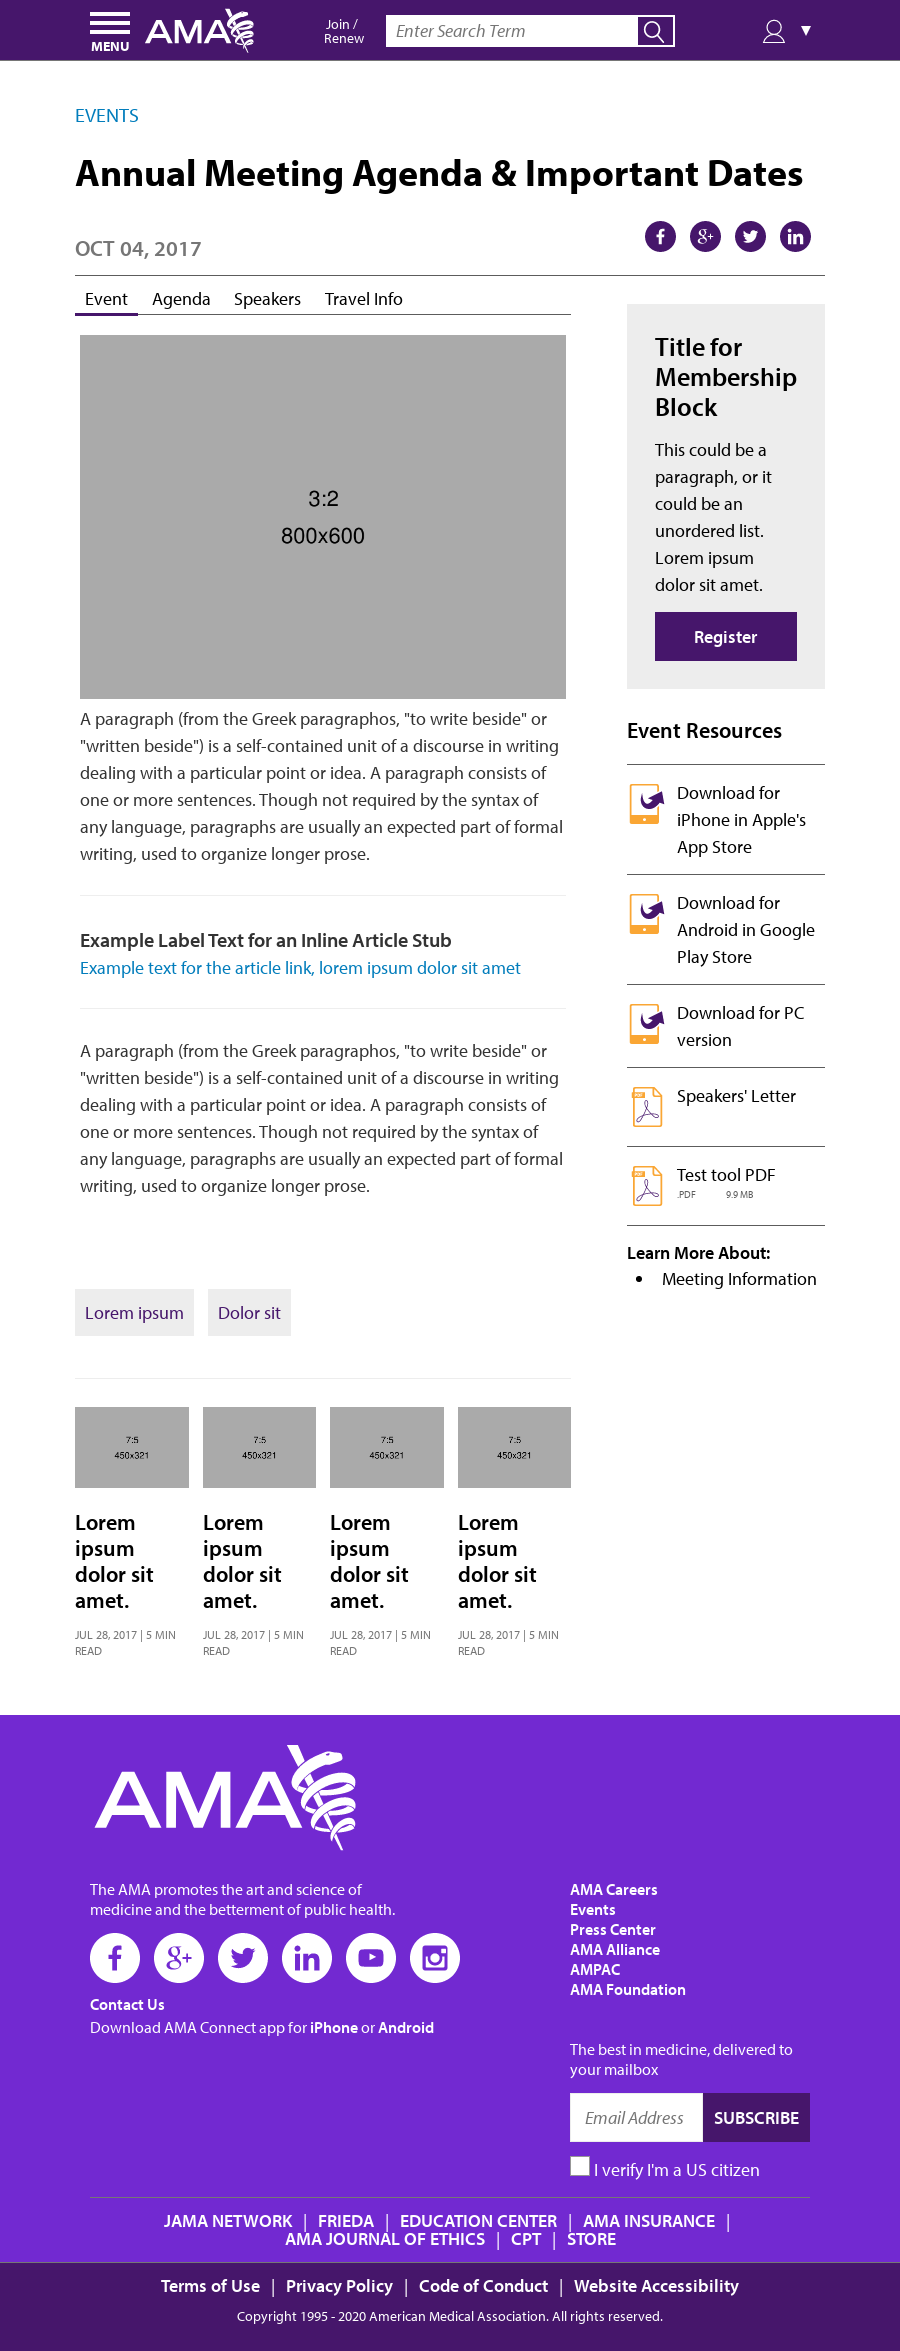 MENU
AMA
Join /
Renew
Enter Search Term
▼
EVENTS
Annual Meeting Agenda & Important Dates
OCT 04, 2017
Event Agenda Speakers Travel Info
3:2
800x600
A paragraph (from the Greek paragraphos, "to write beside" or
"written beside") is a self-contained unit of a discourse in writing
dealing with a particular point or idea. A paragraph consists of
one or more sentences. Though not required by the syntax of
any language, paragraphs are usually an expected part of formal
writing, used to organize longer prose.
Example Label Text for an Inline Article Stub
Example text for the article link, lorem ipsum dolor sit amet
A paragraph (from the Greek paragraphos, "to write beside" or
"written beside") is a self-contained unit of a discourse in writing
dealing with a particular point or idea. A paragraph consists of
one or more sentences. Though not required by the syntax of
any language, paragraphs are usually an expected part of formal
writing, used to organize longer prose.
Lorem ipsum Dolor sit
Title for
Membership
Block
This could be a
paragraph, or it
could be an
unordered list.
Lorem ipsum
dolor sit amet.
Register
Event Resources
Download for
iPhone in Apple's
App Store
Download for
Android in Google
Play Store
Download for PC
version
Speakers' Letter
Test tool PDF
.PDF 9.9 MB
Learn More About:
• Meeting Information
7:5
450x321
Lorem
ipsum
dolor sit
amet.
JUL 28, 2017 | 5 MIN
READ
7:5
450x321
Lorem
ipsum
dolor sit
amet.
JUL 28, 2017 | 5 MIN
READ
7:5
450x321
Lorem
ipsum
dolor sit
amet.
JUL 28, 2017 | 5 MIN
READ
7:5
450x321
Lorem
ipsum
dolor sit
amet.
JUL 28, 2017 | 5 MIN
READ
AMA
The AMA promotes the art and science of
medicine and the betterment of public health.
Contact Us
Download AMA Connect app for iPhone or Android
AMA Careers
Events
Press Center
AMA Alliance
AMPAC
AMA Foundation
The best in medicine, delivered to
your mailbox
Email Address SUBSCRIBE
I verify I'm a US citizen
JAMA NETWORK | FRIEDA | EDUCATION CENTER | AMA INSURANCE |
AMA JOURNAL OF ETHICS | CPT | STORE
Terms of Use | Privacy Policy | Code of Conduct | Website Accessibility
Copyright 1995 - 2020 American Medical Association. All rights reserved.